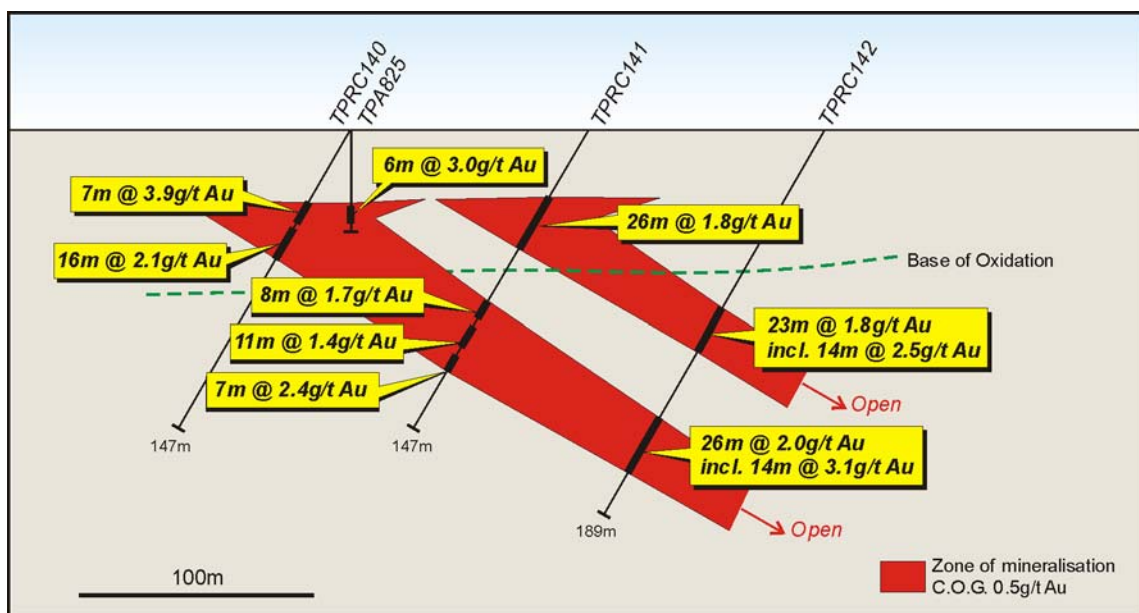 TPRC140
TPA825
TPRC141
TPRC142
6m @ 3.0g/t Au
7m @ 3.9g/t Au
26m @ 1.8g/t Au
16m @ 2.1g/t Au
Base of Oxidation
8m @ 1.7g/t Au
11m @ 1.4g/t Au
23m @ 1.8g/t Au
incl. 14m @ 2.5g/t Au
7m @ 2.4g/t Au
Open
147m
147m
26m @ 2.0g/t Au
incl. 14m @ 3.1g/t Au
189m
Open
100m
Zone of mineralisation
C.O.G. 0.5g/t Au